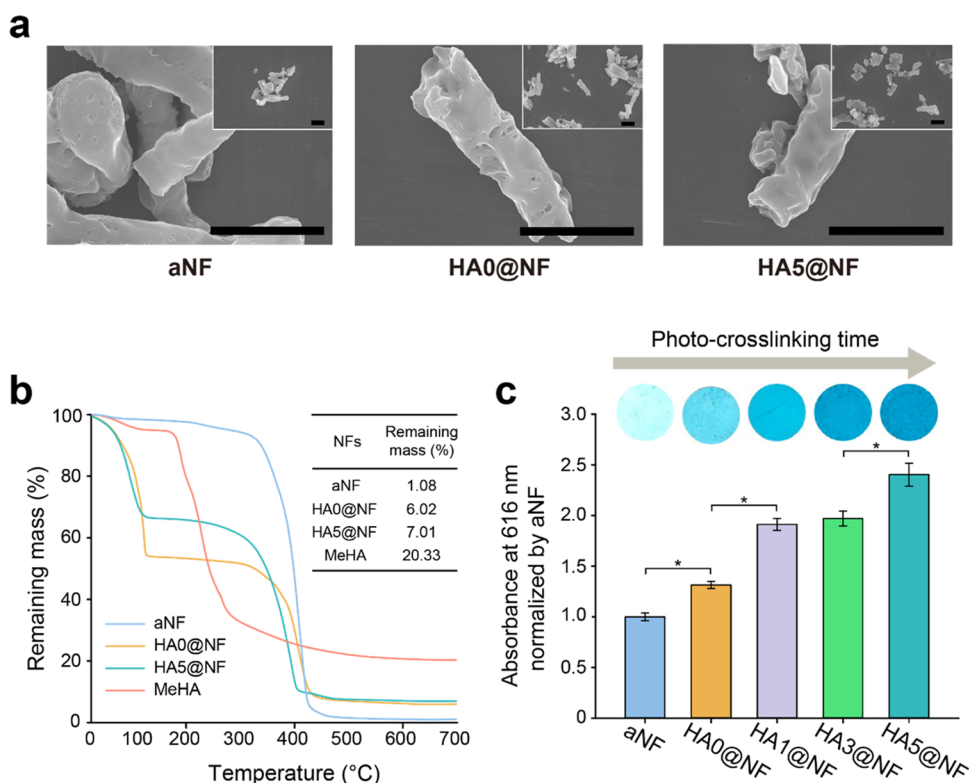 a
aNF
HA0@NF
HA5@NF
b
Remaining mass (%)
100
80
60
40
20
0
0
100
200
300
400
500
600
700
Temperature (°C)
aNF
HA0@NF
HA5@NF
MeHA
NFs Remaining
mass (%)
aNF 1.08
HA0@NF 6.02
HA5@NF 7.01
MeHA 20.33
c
Photo-crosslinking time
Absorbance at 616 nm
normalized by aNF
3.0
2.5
2.0
1.5
1.0
0.5
0
*
*
*
aNF
HA0@NF
HA1@NF
HA3@NF
HA5@NF